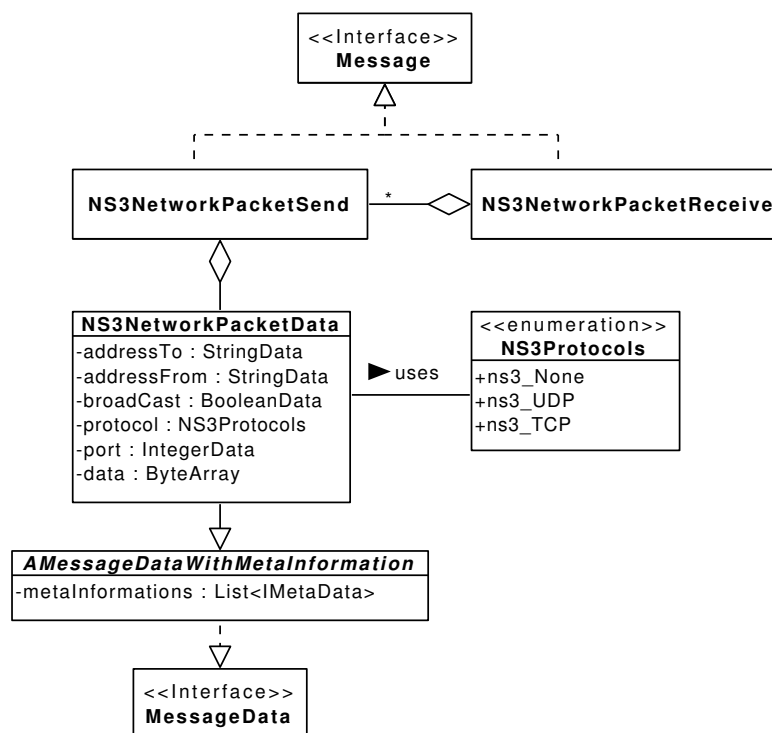 <<Interface>>
Message
NS3NetworkPacketSend
*
NS3NetworkPacketReceive
NS3NetworkPacketData
-addressTo : StringData
-addressFrom : StringData
-broadCast : BooleanData
-protocol : NS3Protocols
-port : IntegerData
-data : ByteArray
uses
<<enumeration>>
NS3Protocols
+ns3_None
+ns3_UDP
+ns3_TCP
AMessageDataWithMetaInformation
-metaInformations : List<IMetaData>
<<Interface>>
MessageData